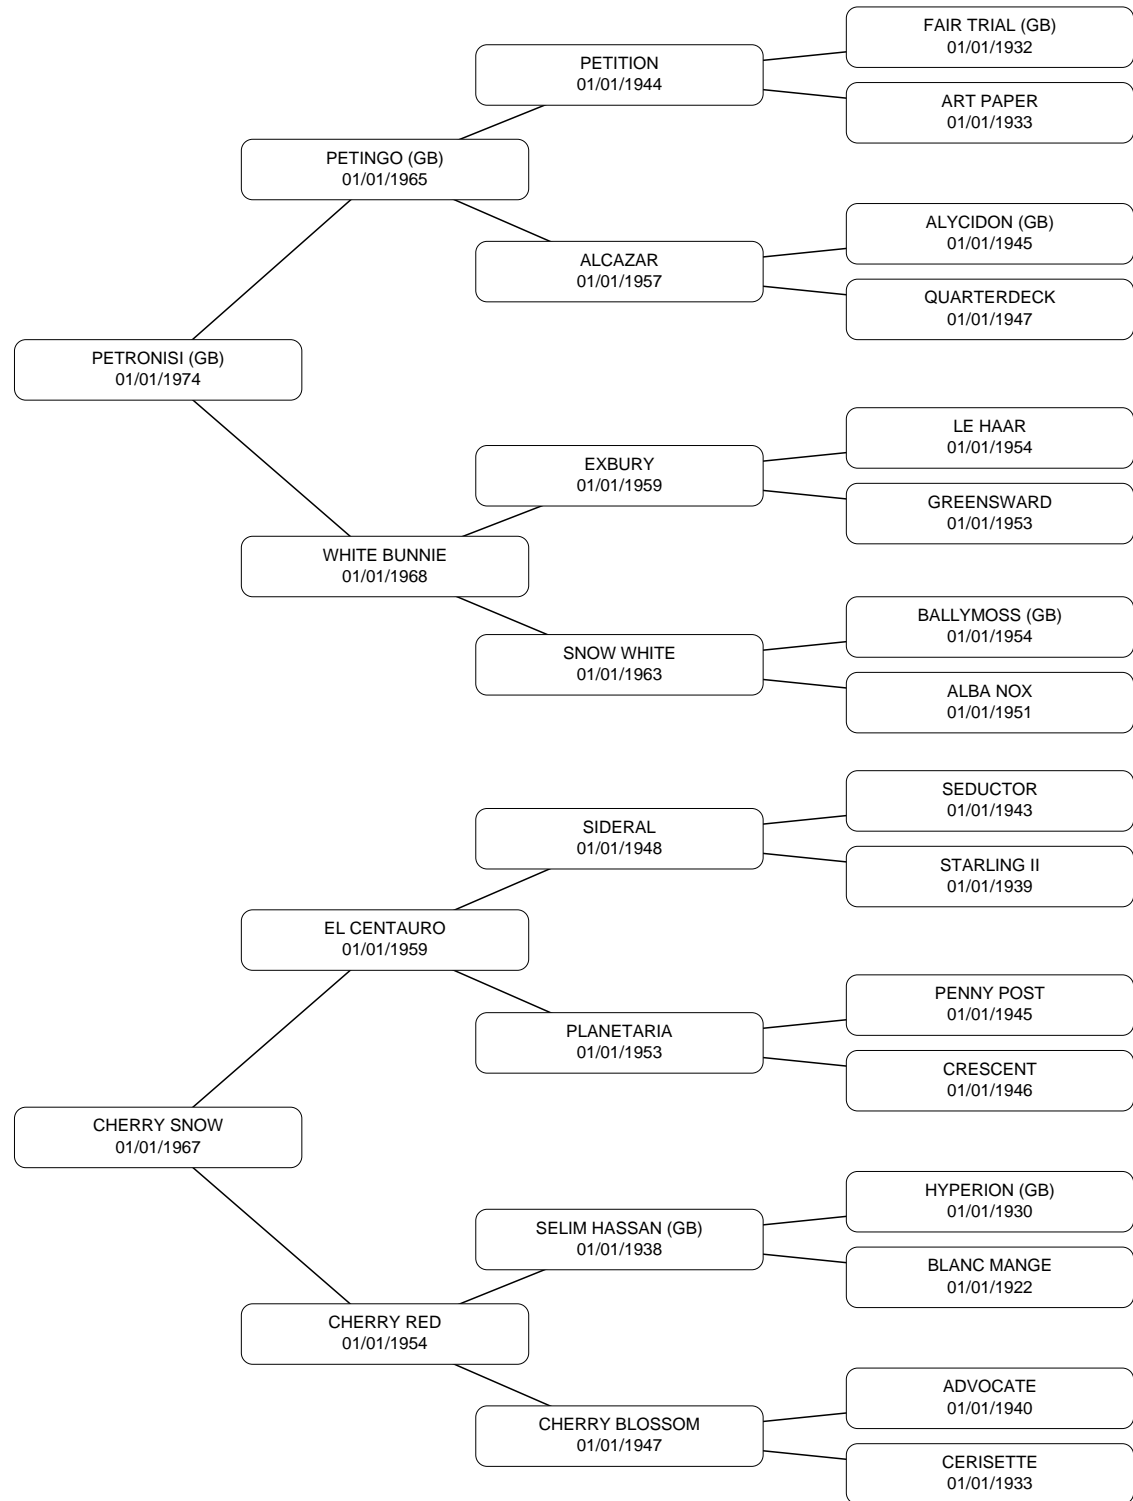 FAIR TRIAL (GB)
01/01/1932
PETITION
01/01/1944
ART PAPER
01/01/1933
PETINGO (GB)
01/01/1965
ALYCIDON (GB)
01/01/1945
ALCAZAR
01/01/1957
QUARTERDECK
01/01/1947
PETRONISI (GB)
01/01/1974
LE HAAR
01/01/1954
EXBURY
01/01/1959
GREENSWARD
01/01/1953
WHITE BUNNIE
01/01/1968
BALLYMOSS (GB)
01/01/1954
SNOW WHITE
01/01/1963
ALBA NOX
01/01/1951
SEDUCTOR
01/01/1943
SIDERAL
01/01/1948
STARLING II
01/01/1939
EL CENTAURO
01/01/1959
PENNY POST
01/01/1945
PLANETARIA
01/01/1953
CRESCENT
01/01/1946
CHERRY SNOW
01/01/1967
HYPERION (GB)
01/01/1930
SELIM HASSAN (GB)
01/01/1938
BLANC MANGE
01/01/1922
CHERRY RED
01/01/1954
ADVOCATE
01/01/1940
CHERRY BLOSSOM
01/01/1947
CERISETTE
01/01/1933